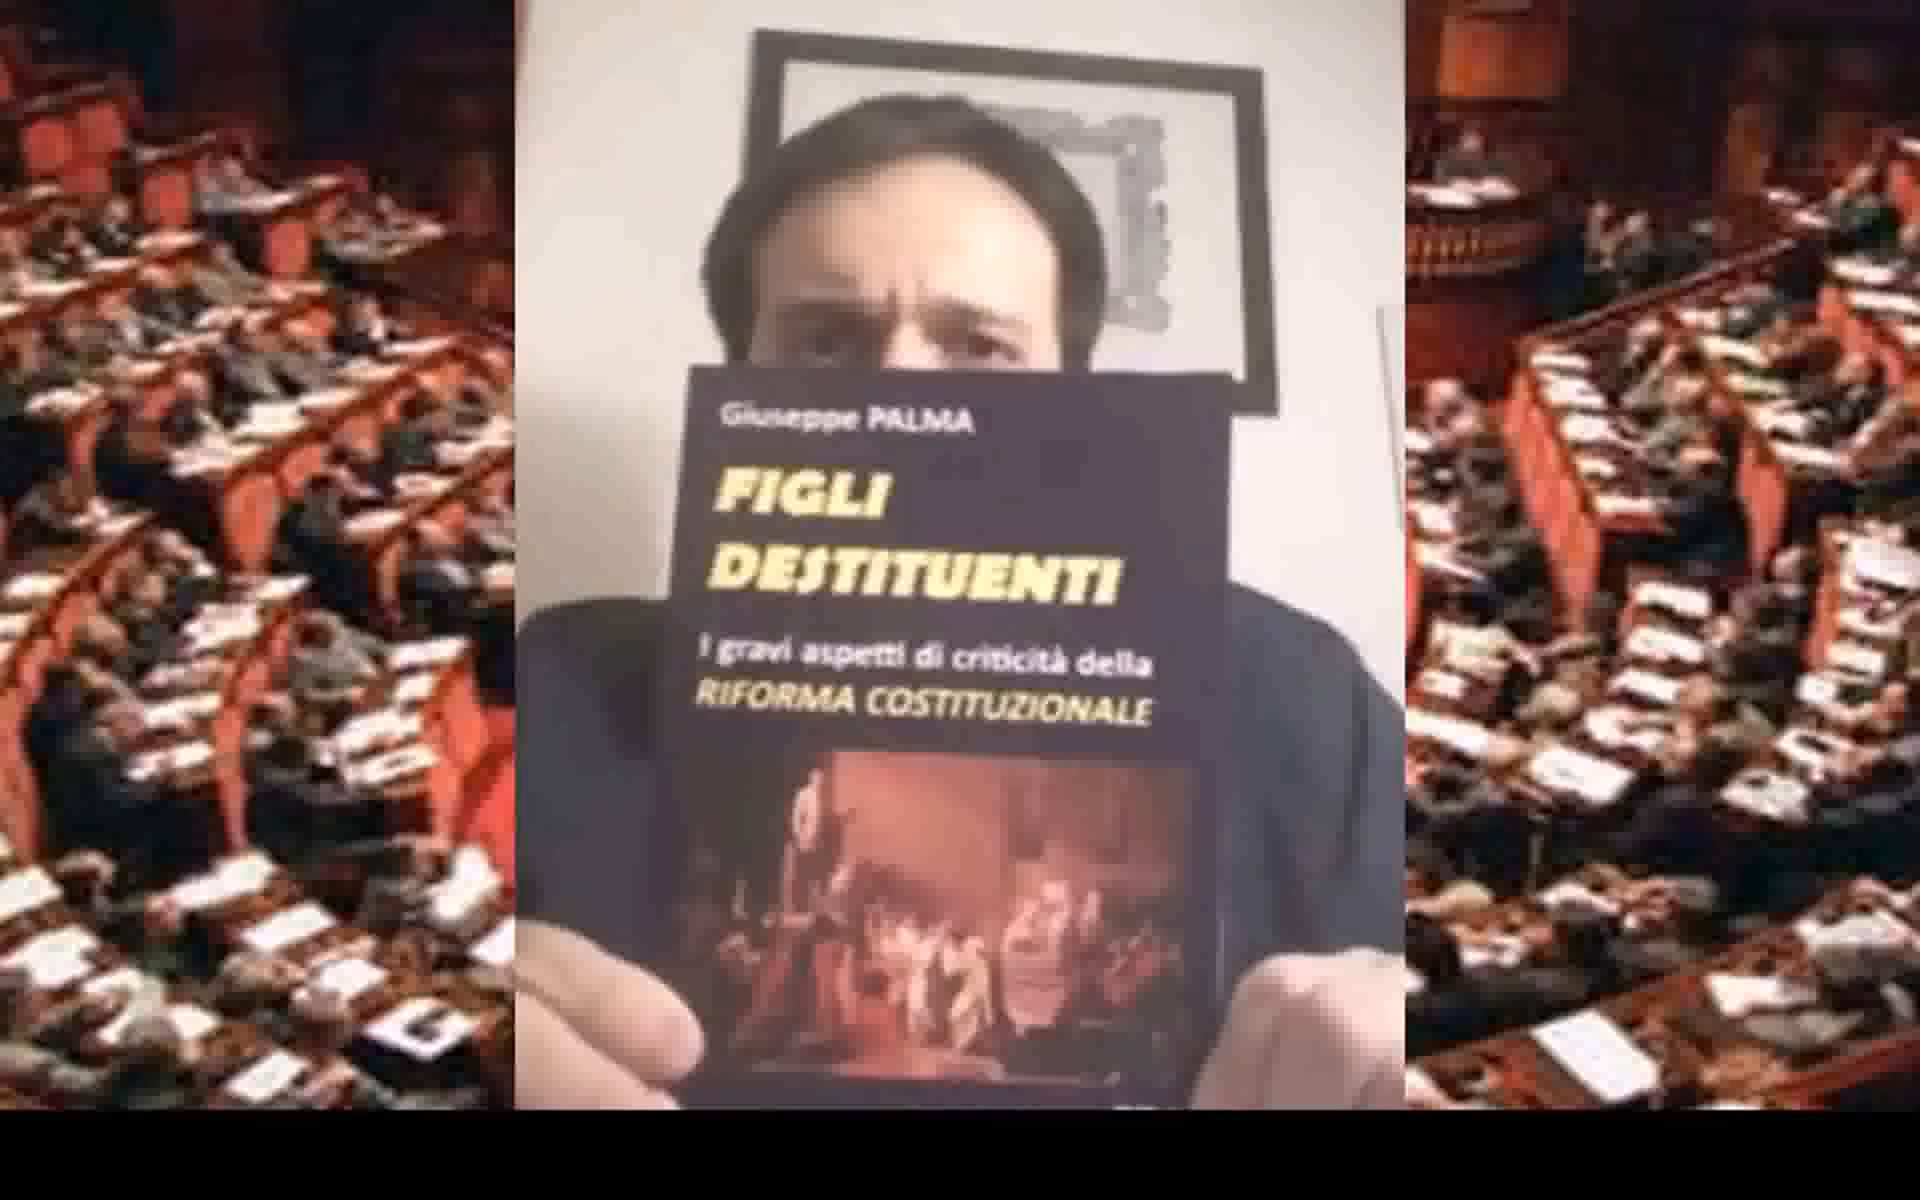 Giuseppe PALMA
FIGLI
DESTITUENTI
I gravi aspetti di criticità della
RIFORMA COSTITUZIONALE